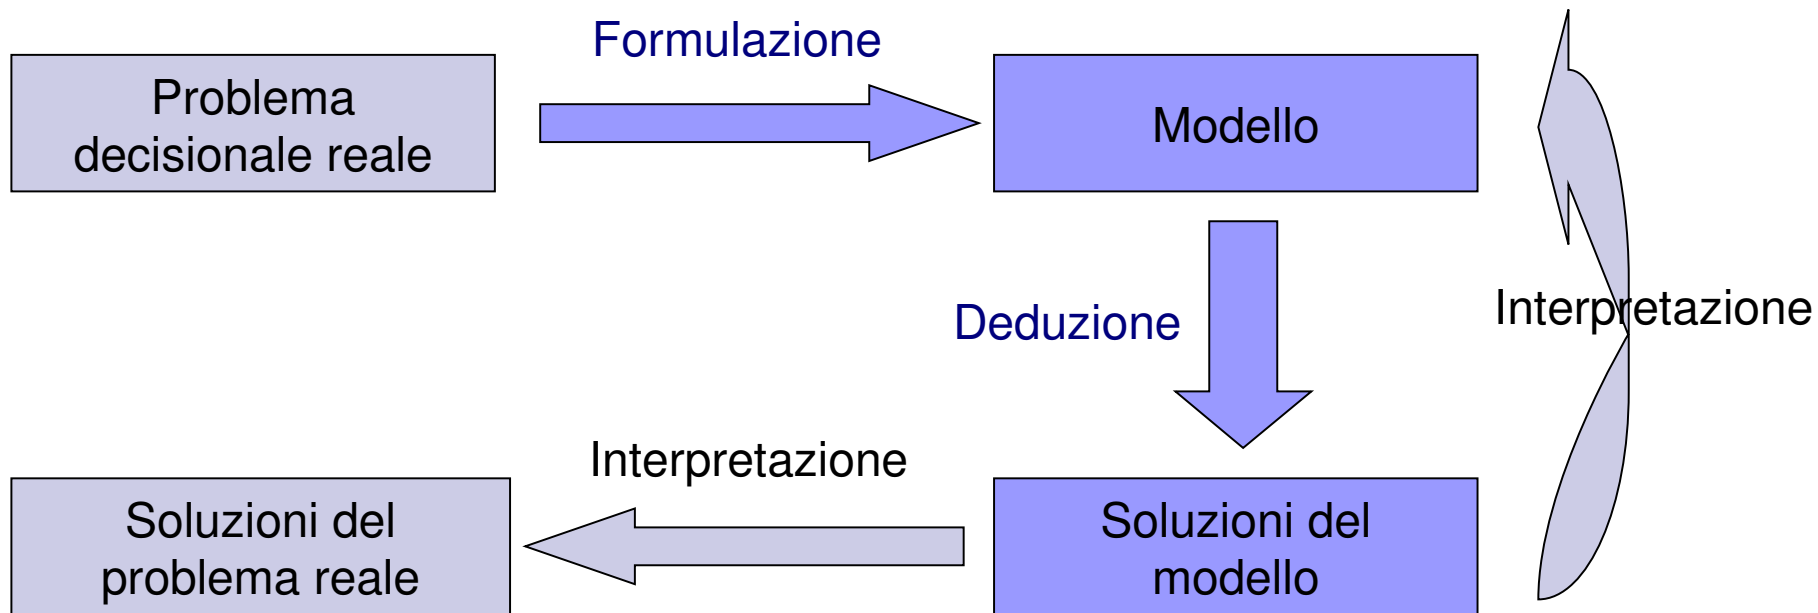 Formulazione
Problema
decisionale reale
Modello
Deduzione
Interpretazione
Interpretazione
Soluzioni del
problema reale
Soluzioni del
modello